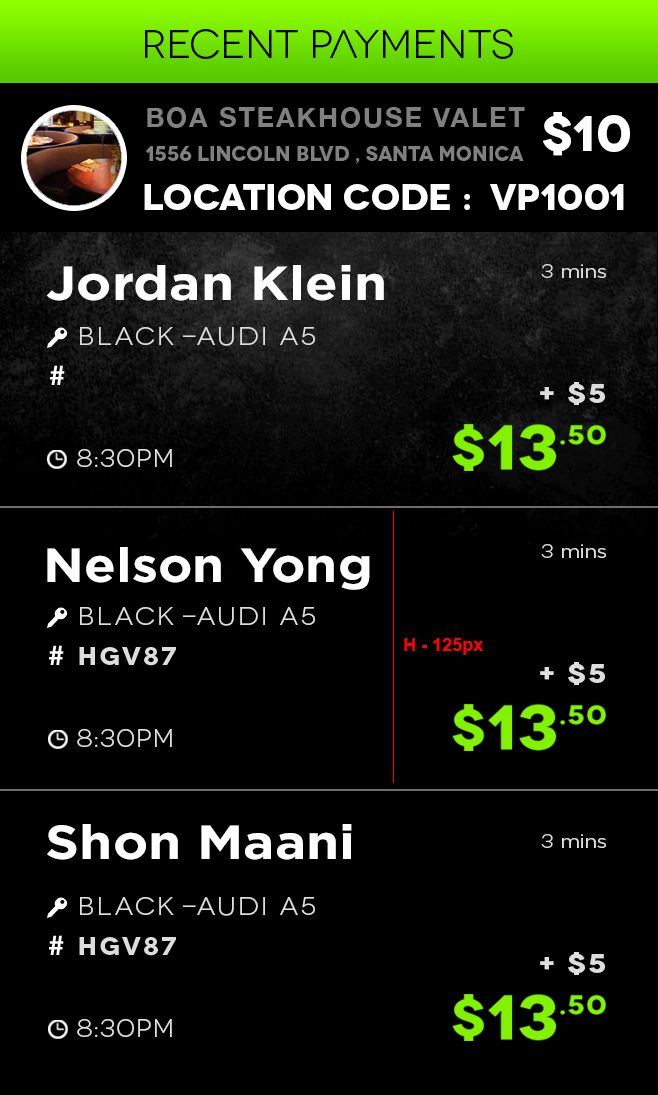 RECENT PAYMENTS
BOA STEAKHOUSE VALET
$10
1556 LINCOLN BLVD , SANTA MONICA
LOCATION CODE : VP1001
Jordan Klein
3 mins
BLACK –AUDI A5
#
+ $5
8:30PM
$13.50
Nelson Yong
3 mins
BLACK –AUDI A5
# HGV87
H - 125px
+ $5
8:30PM
$13.50
Shon Maani
3 mins
BLACK –AUDI A5
# HGV87
+ $5
8:30PM
$13.50